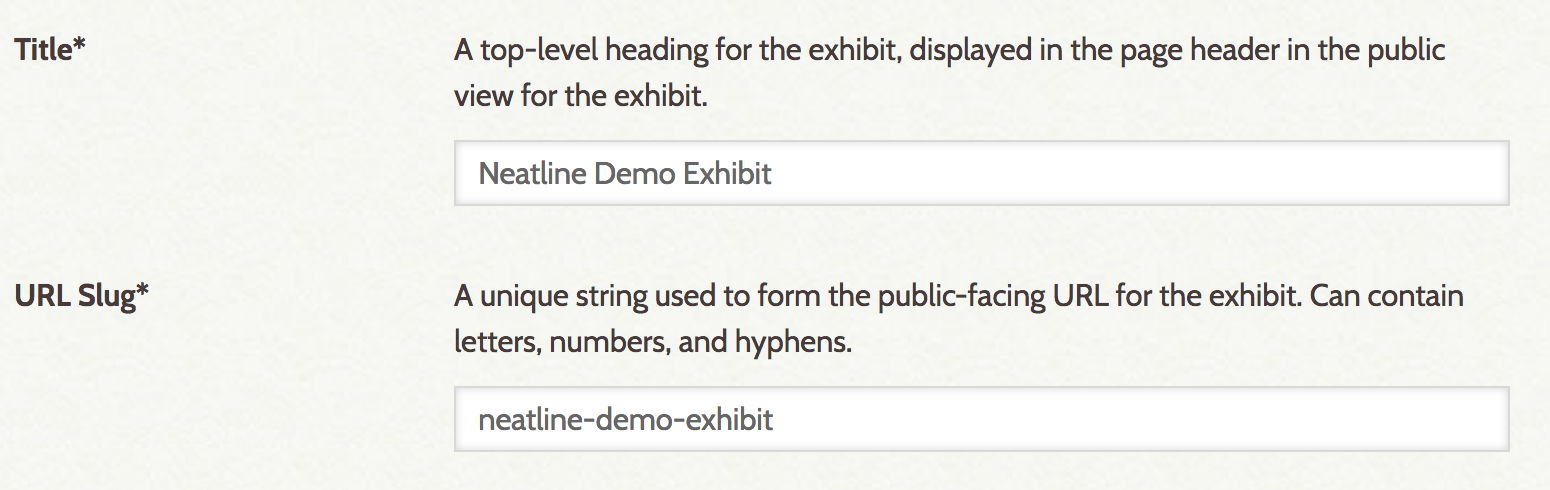 Title*
A top-level heading for the exhibit, displayed in the page header in the public
view for the exhibit.
Neatline Demo Exhibit
URL Slug*
A unique string used to form the public-facing URL for the exhibit. Can contain
letters, numbers, and hyphens.
neatline-demo-exhibit